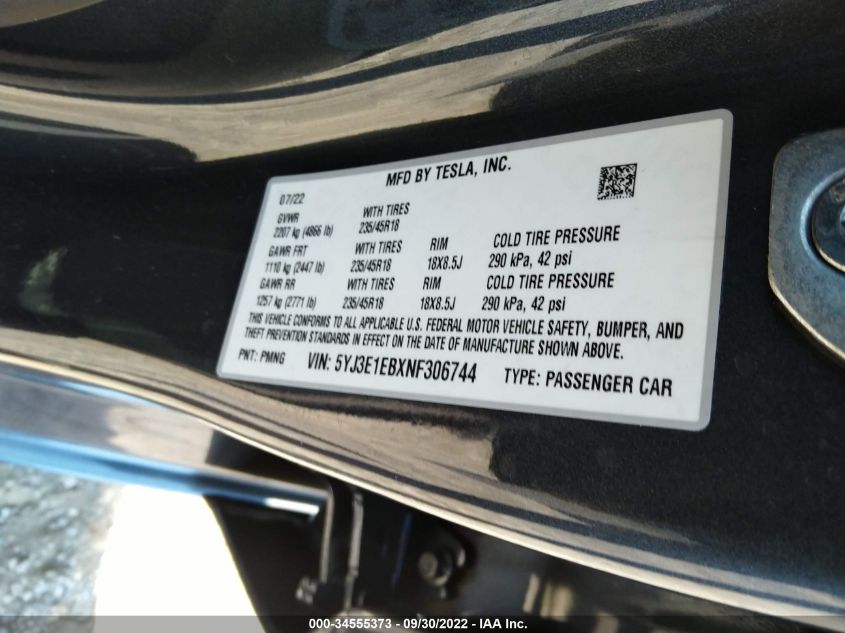 MFD BY TESLA, INC.
07/22
GVWR WITH TIRES
2207 kg (4866 lb) 235/45R18
GAWR FRT WITH TIRES RIM COLD TIRE PRESSURE
1110 kg (2447 lb) 235/45R18 18X8.5J 290 kPa, 42 psi
GAWR RR WITH TIRES RIM COLD TIRE PRESSURE
1257 kg (2771 lb) 235/45R18 18X8.5J 290 kPa, 42 psi
THIS VEHICLE CONFORMS TO ALL APPLICABLE U.S. FEDERAL MOTOR VEHICLE SAFETY, BUMPER, AND
THEFT PREVENTION STANDARDS IN EFFECT ON THE DATE OF MANUFACTURE SHOWN ABOVE.
PNT: PMNG VIN: 5YJ3E1EBXNF306744 TYPE: PASSENGER CAR
000-34555373 - 09/30/2022 - IAA Inc.